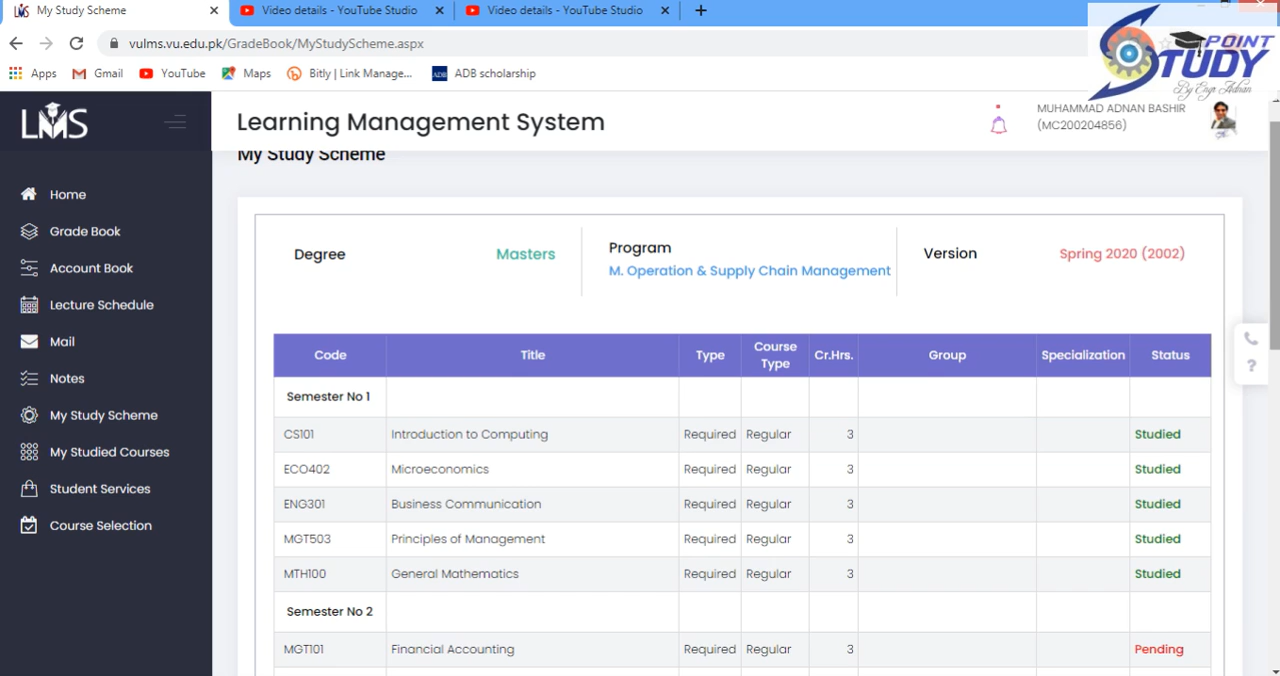 My Study Scheme
Video details - YouTube Studio
Video details - YouTube Studio
vulms.vu.edu.pk/GradeBook/MyStudyScheme.aspx
Apps
Gmail
YouTube
Maps
Bitly | Link Manage...
ADB scholarship
POINT
STUDY
By Engr Adnan
LMS
Learning Management System
MUHAMMAD ADNAN BASHIR
(MC200204856)
My Study Scheme
Home
Grade Book
Account Book
Lecture Schedule
Mail
Notes
My Study Scheme
My Studied Courses
Student Services
Course Selection
Degree Masters
Program
M. Operation & Supply Chain Management
Version Spring 2020 (2002)
Code Title Type Course Type Cr.Hrs. Group Specialization Status
Semester No 1
CS101 Introduction to Computing Required Regular 3 Studied
ECO402 Microeconomics Required Regular 3 Studied
ENG301 Business Communication Required Regular 3 Studied
MGT503 Principles of Management Required Regular 3 Studied
MTH100 General Mathematics Required Regular 3 Studied
Semester No 2
MGT101 Financial Accounting Required Regular 3 Pending